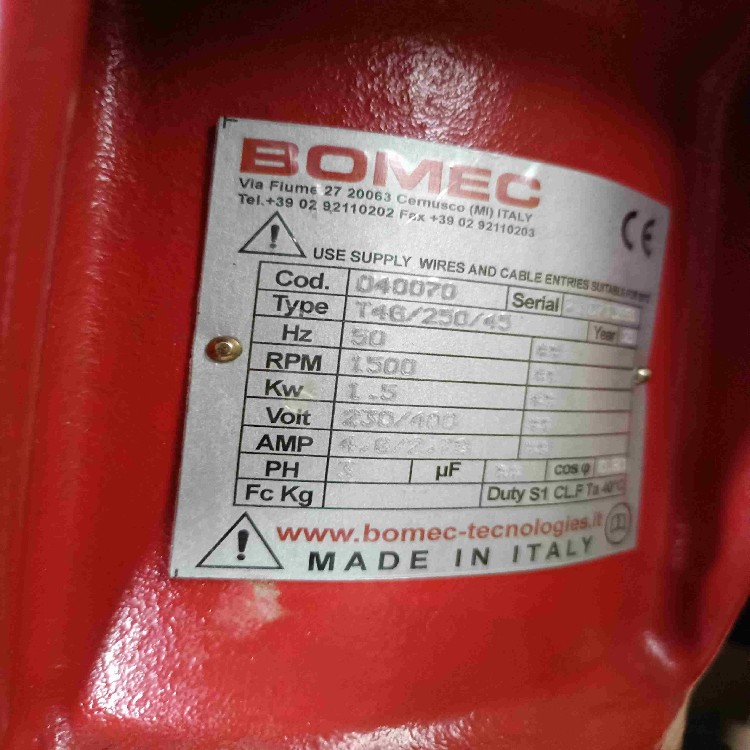 BOMEC
Via Fiume 27 20063 Cernusco (MI) ITALY
Tel.+39 02 92110202 Fax +39 02 92110203
CE
USE SUPPLY WIRES AND CABLE ENTRIES SUITABLE FOR
Cod. 040070 Serial
Type T46/250/45 Year
Hz 50
RPM 1500
Kw 1.5
Volt 230/400
AMP
PH 3 µF cos φ
Fc Kg Duty S1 CL.F Ta 40°C
www.bomec-tecnologies.it
MADE IN ITALY